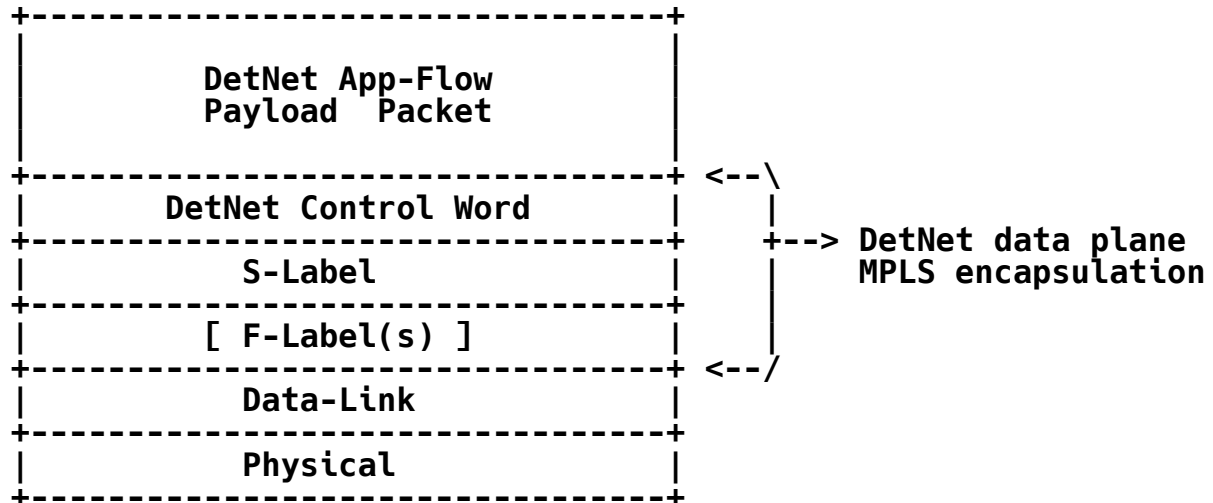 +---------------------------------+
|                                 |
|         DetNet App-Flow         |
|         Payload  Packet         |
|                                 |
+---------------------------------+ <--\
|       DetNet Control Word       |    |
+---------------------------------+    +--> DetNet data plane
|           S-Label               |    |    MPLS encapsulation
+---------------------------------+    |
|         [ F-Label(s) ]          |    |
+---------------------------------+ <--/
|           Data-Link             |
+---------------------------------+
|           Physical              |
+---------------------------------+